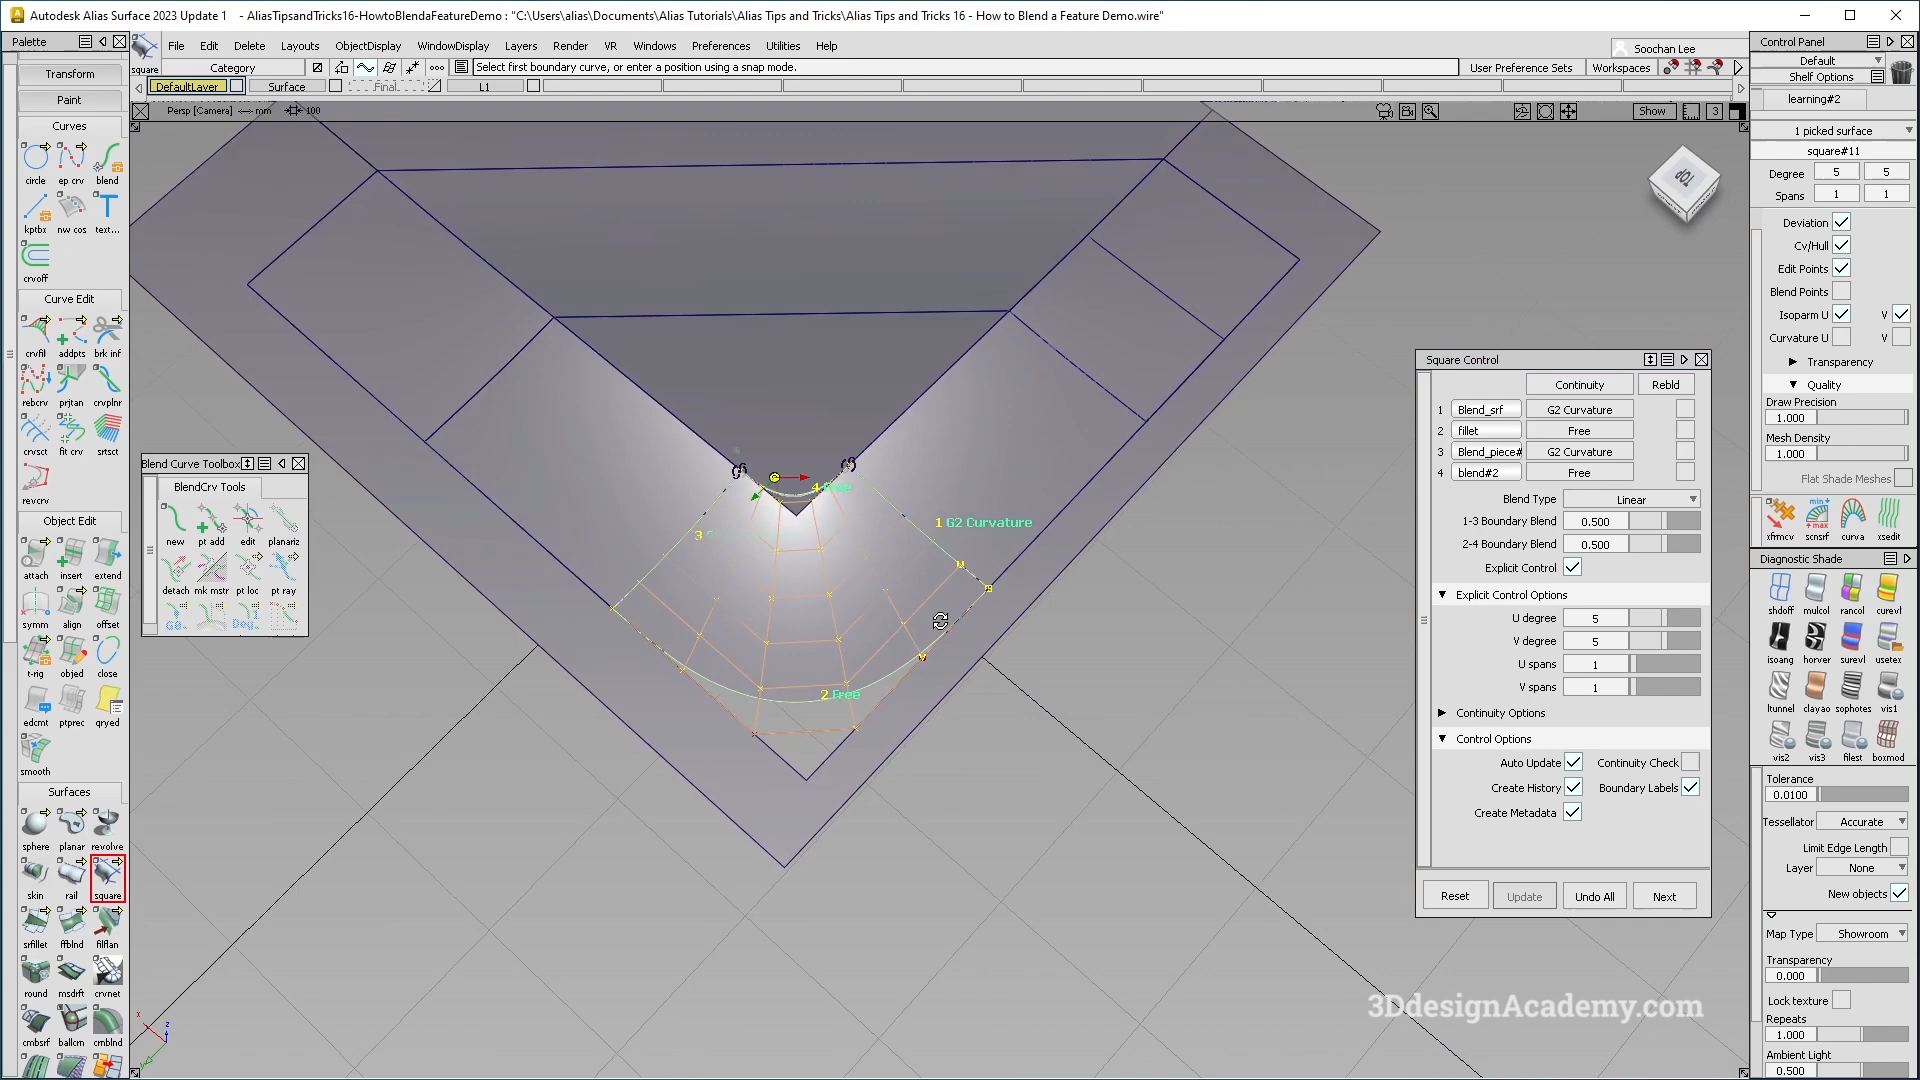 Autodesk Alias Surface 2023 Update 1 - AliasTipsandTricks16-HowtoBlendaFeatureDemo : "C:\Users\alias\Documents\Alias Tutorials\Alias Tips and Tricks\Alias Tips and Tricks 16 - How to Blend a Feature Demo.wire"
Palette
File Edit Delete Layouts ObjectDisplay WindowDisplay Layers Render VR Windows Preferences Utilities Help
Soochan Lee
square
Category
Select first boundary curve, or enter a position using a snap mode.
User Preference Sets Workspaces
DefaultLayer Surface Final L1
Persp [Camera] <-> mm 100
Show 3
Transform
Paint
Curves
circle ep crv blend
kptbx nw cos text...
crvoff
Curve Edit
crvfil addpts brk inf
rebcrv prjtan crvplnr
crvsct fit crv srtsct
revcrv
Object Edit
attach insert extend
symm align offset
t-rig objed close
edcmt ptprec qryed
smooth
Surfaces
sphere planar revolve
skin rail square
srfillet ffblnd filflan
round msdrft crvnet
cmbsrf ballcrn crnblnd
Blend Curve Toolbox
BlendCrv Tools
new pt add edit planariz
detach mk mstr pt loc pt ray
G0 Deg
TOP
4 Free
1 G2 Curvature
3
2 Free
x z
Square Control
Continuity Rebld
1 Blend_srf G2 Curvature
2 fillet Free
3 Blend_piece# G2 Curvature
4 blend#2 Free
Blend Type Linear
1-3 Boundary Blend 0.500
2-4 Boundary Blend 0.500
Explicit Control
Explicit Control Options
U degree 5
V degree 5
U spans 1
V spans 1
Continuity Options
Control Options
Auto Update Continuity Check
Create History Boundary Labels
Create Metadata
Reset Update Undo All Next
3DdesignAcademy.com
Control Panel
Default
Shelf Options
learning#2
1 picked surface
square#11
Degree 5 5
Spans 1 1
Deviation
Cv/Hull
Edit Points
Blend Points
Isoparm U V
Curvature U V
Transparency
Quality
Draw Precision
1.000
Mesh Density
1.000
Flat Shade Meshes
xfrmcv scnsrf curva xsedit
Diagnostic Shade
shdoff mulcol rancol curevl
isoang horver surevl usetex
ltunnel clayao sophotes vis1
vis2 vis3 filest boxmod
Tolerance
0.0100
Tessellator Accurate
Limit Edge Length
Layer None
New objects
Map Type Showroom
Transparency
0.000
Lock texture
Repeats
1.000
Ambient Light
0.500